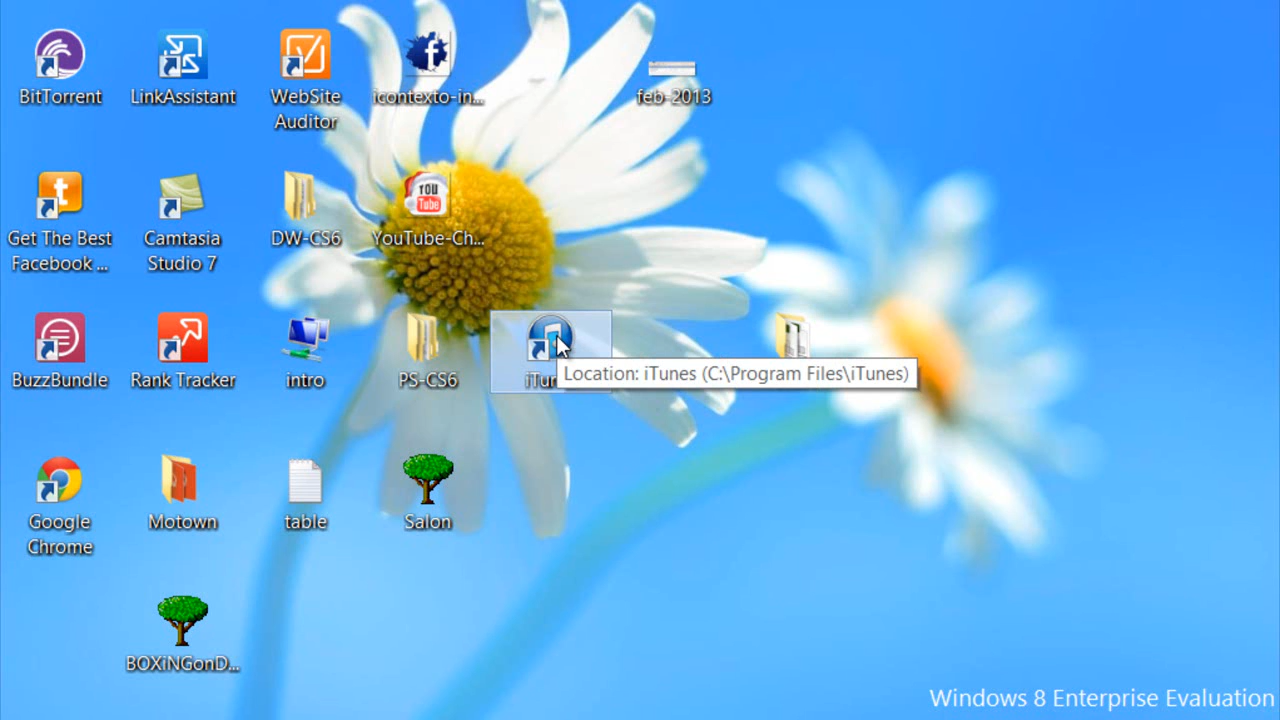 BitTorrent
LinkAssistant
WebSite
Auditor
icontexto-in...
feb-2013
Get The Best
Facebook ...
Camtasia
Studio 7
DW-CS6
YOU
Tube
YouTube-Ch...
BuzzBundle
Rank Tracker
intro
PS-CS6
iTun
Location: iTunes (C:\Program Files\iTunes)
Google
Chrome
Motown
table
Salon
BOXiNGonD...
Windows 8 Enterprise Evaluation